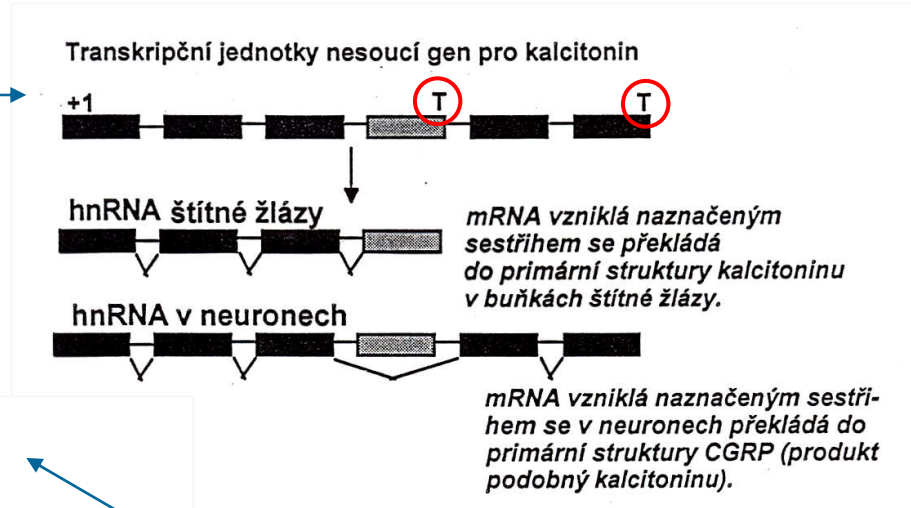 Transkripční jednotky nesoucí gen pro kalcitonin
+1 T T
hnRNA štítné žlázy
mRNA vzniklá naznačeným
sestřihem se překládá
do primární struktury kalcitoninu
v buňkách štítné žlázy.
hnRNA v neuronech
mRNA vzniklá naznačeným sestři-
hem se v neuronech překládá do
primární struktury CGRP (produkt
podobný kalcitoninu).